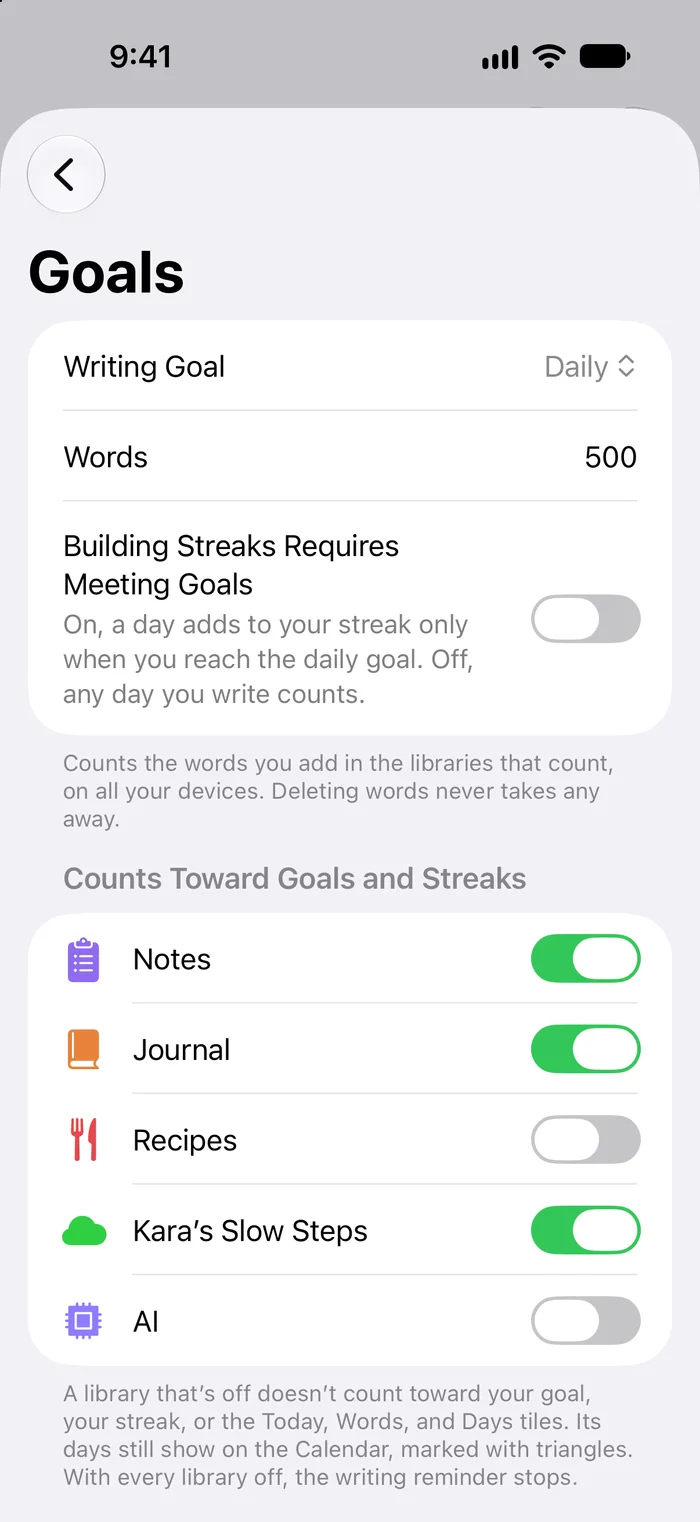 9:41
Goals
Writing Goal Daily
Words 500
Building Streaks Requires
Meeting Goals
On, a day adds to your streak only
when you reach the daily goal. Off,
any day you write counts.
Counts the words you add in the libraries that count,
on all your devices. Deleting words never takes any
away.
Counts Toward Goals and Streaks
Notes
Journal
Recipes
Kara’s Slow Steps
AI
A library that’s off doesn’t count toward your goal,
your streak, or the Today, Words, and Days tiles. Its
days still show on the Calendar, marked with triangles.
With every library off, the writing reminder stops.